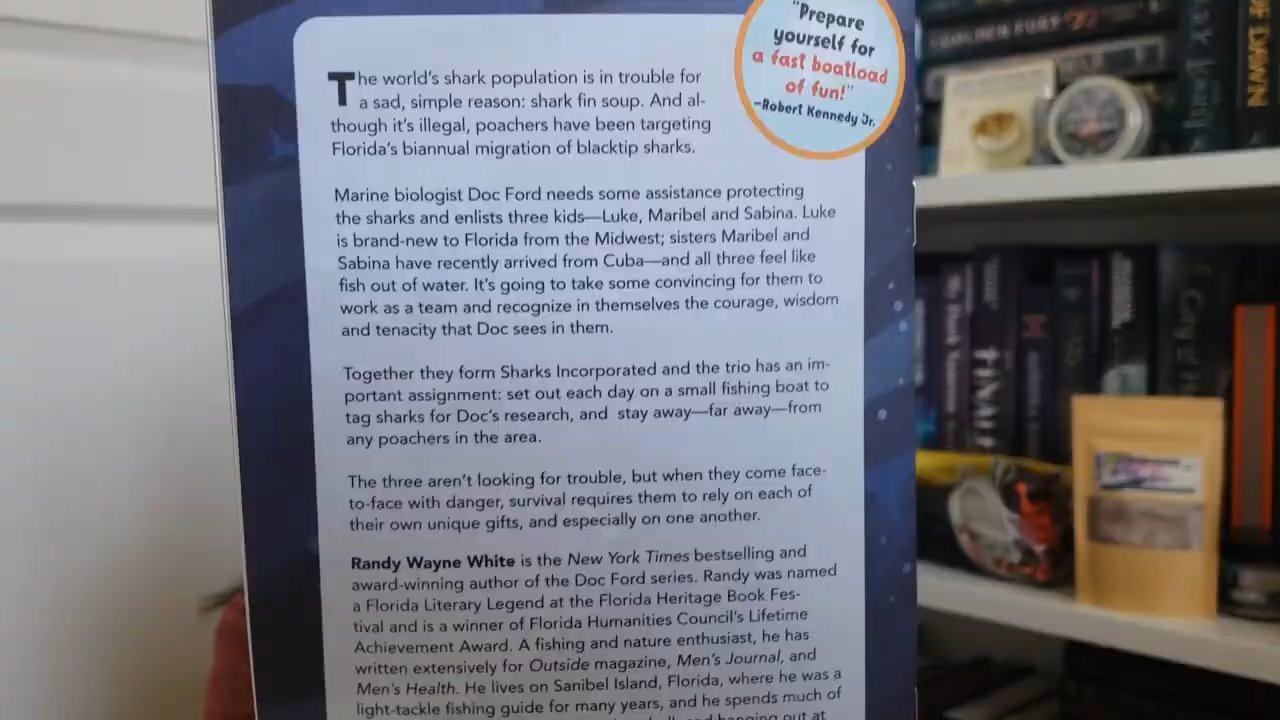 "Prepare
yourself for
a fast boatload
of fun!"
–Robert Kennedy Jr.
The world's shark population is in trouble for
a sad, simple reason: shark fin soup. And al-
though it's illegal, poachers have been targeting
Florida's biannual migration of blacktip sharks.
Marine biologist Doc Ford needs some assistance protecting
the sharks and enlists three kids—Luke, Maribel and Sabina. Luke
is brand-new to Florida from the Midwest; sisters Maribel and
Sabina have recently arrived from Cuba—and all three feel like
fish out of water. It's going to take some convincing for them to
work as a team and recognize in themselves the courage, wisdom
and tenacity that Doc sees in them.
Together they form Sharks Incorporated and the trio has an im-
portant assignment: set out each day on a small fishing boat to
tag sharks for Doc's research, and stay away—far away—from
any poachers in the area.
The three aren't looking for trouble, but when they come face-
to-face with danger, survival requires them to rely on each of
their own unique gifts, and especially on one another.
Randy Wayne White is the New York Times bestselling and
award-winning author of the Doc Ford series. Randy was named
a Florida Literary Legend at the Florida Heritage Book Fes-
tival and is a winner of Florida Humanities Council's Lifetime
Achievement Award. A fishing and nature enthusiast, he has
written extensively for Outside magazine, Men's Journal, and
Men's Health. He lives on Sanibel Island, Florida, where he was a
light-tackle fishing guide for many years, and he spends much of
and hanging out at
OF DAWN
FINALE